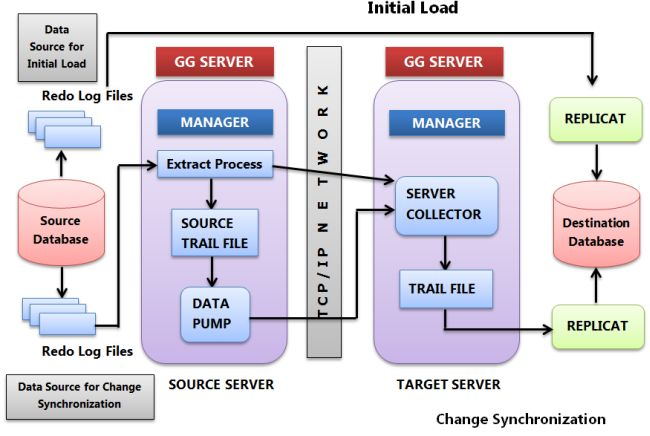 Initial Load
Data
Source for
Initial Load
Redo Log Files
GG SERVER
GG SERVER
MANAGER
MANAGER
REPLICAT
Extract Process
TCP/IP NETWORK
SERVER
COLLECTOR
Source
Database
SOURCE
TRAIL FILE
Destination
Database
DATA
PUMP
TRAIL FILE
REPLICAT
Redo Log Files
Data Source for Change
Synchronization
SOURCE SERVER
TARGET SERVER
Change Synchronization